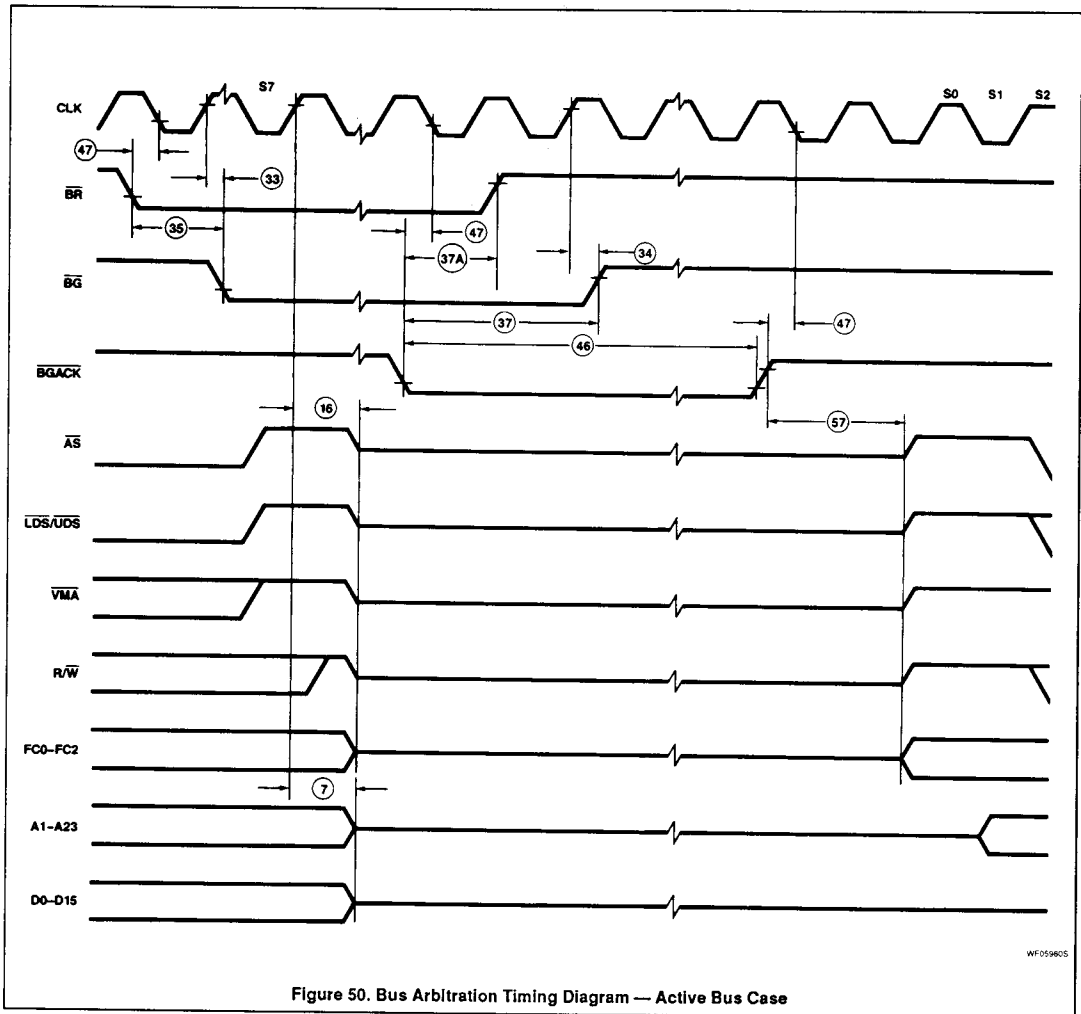 S7
S0 S1 S2
CLK
47
33
BR
35
47
37A
34
BG
37
47
46
BGACK
16
57
AS
LDS/UDS
VMA
R/W
FC0–FC2
7
A1–A23
D0–D15
WF05960S
Figure 50. Bus Arbitration Timing Diagram — Active Bus Case